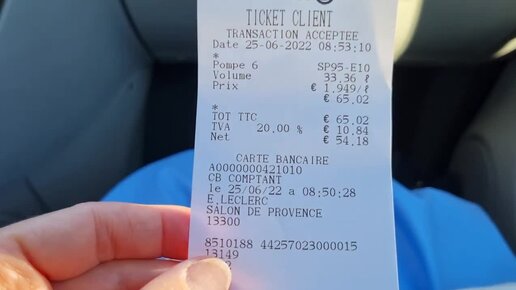 TICKET CLIENT
TRANSACTION ACCEPTEE
Date 25-06-2022 08:53:10
*
Pompe 6 SP95-E10
Volume 33.36 ℓ
Prix € 1.949/ℓ
€ 65.02
*
TOT TTC € 65.02
TVA 20.00 % € 10.84
Net € 54.18
CARTE BANCAIRE
A0000000421010
CB COMPTANT
le 25/06/22 a 08:50:28
E.LECLERC
SALON DE PROVENCE
13300
8510188 44257023000015
13149